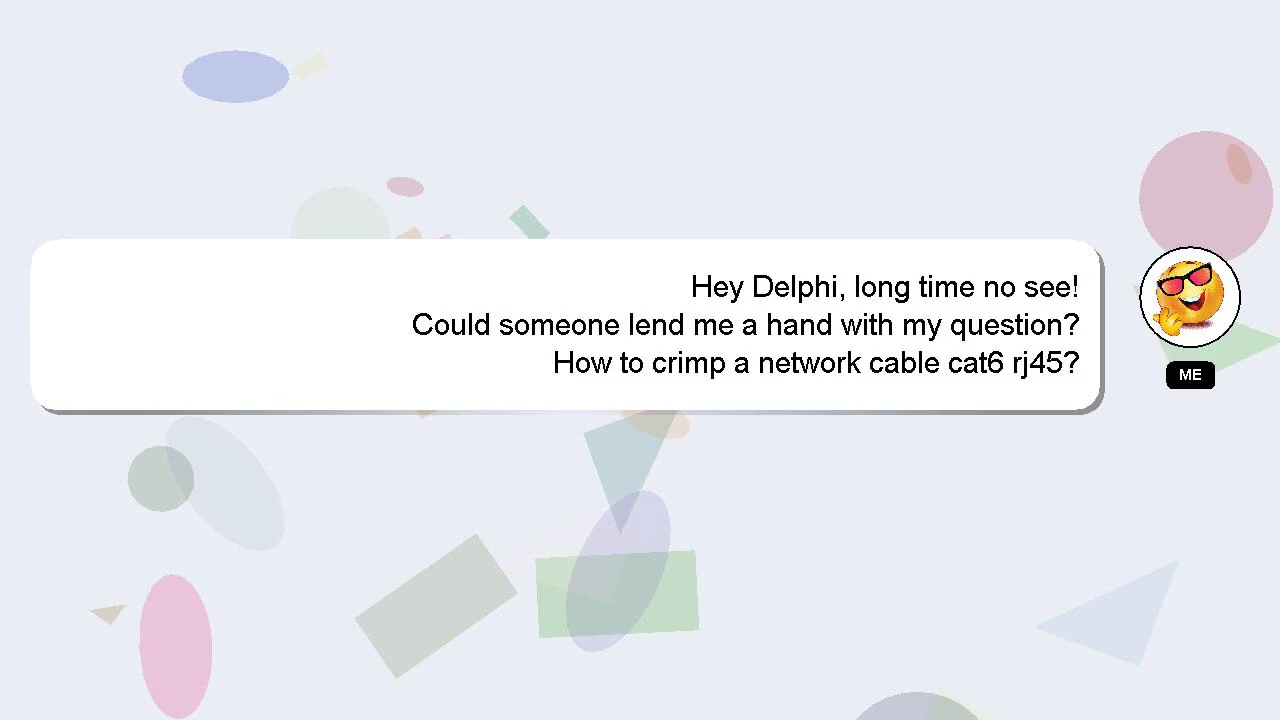 Hey Delphi, long time no see!
Could someone lend me a hand with my question?
How to crimp a network cable cat6 rj45?
ME